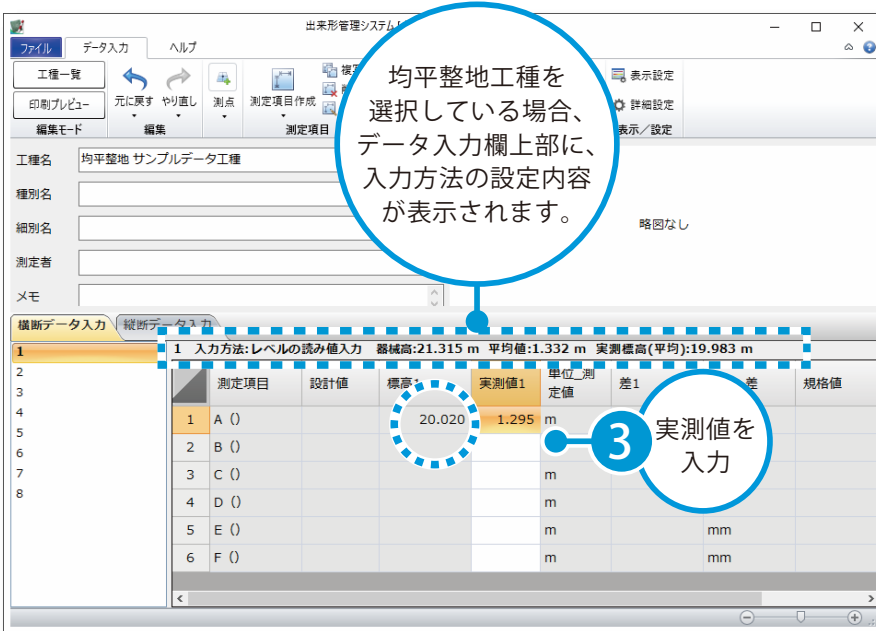 出来形管理システム
ファイル データ入力 ヘルプ
工種一覧
印刷プレビュー
編集モード
元に戻す やり直し
編集
測点 測定項目作成
測定項目
表示設定
詳細設定
表示/設定
均平整地工種を
選択している場合、
データ入力欄上部に、
入力方法の設定内容
が表示されます。
工種名 均平整地 サンプルデータ工種
種別名
細別名
測定者
メモ
略図なし
横断データ入力 縦断データ入力
1 入力方法:レベルの読み値入力 器械高:21.315 m 平均値:1.332 m 実測標高(平均):19.983 m
1
2
3
4
5
6
7
8
測定項目 設計値 標高1 実測値1 単位_測定値 差1 差 規格値
1 A () 20.020 1.295 m
2 B ()
3 C () m
4 D () m
5 E () m mm
6 F () m mm
3 実測値を
入力